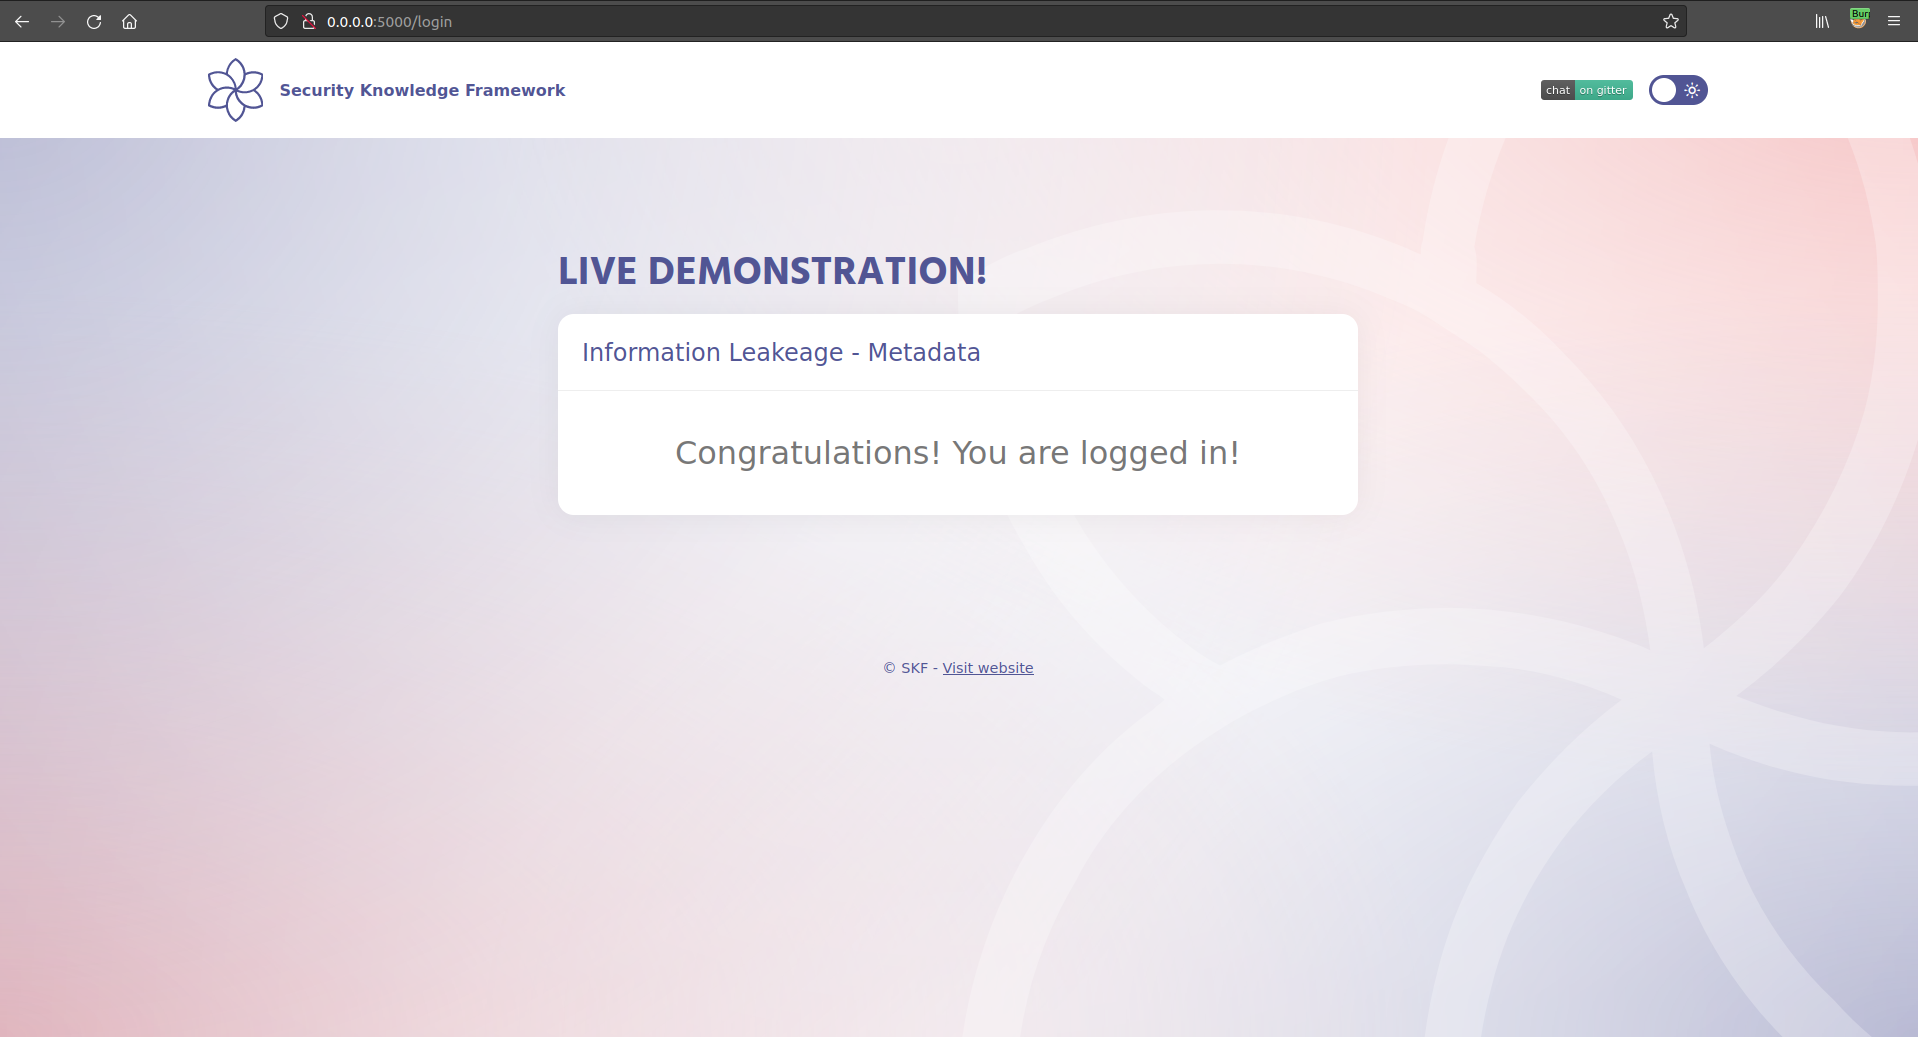 0.0.0.0:5000/login
Bur
Security Knowledge Framework
chat on gitter
LIVE DEMONSTRATION!
Information Leakeage - Metadata
Congratulations! You are logged in!
© SKF - Visit website